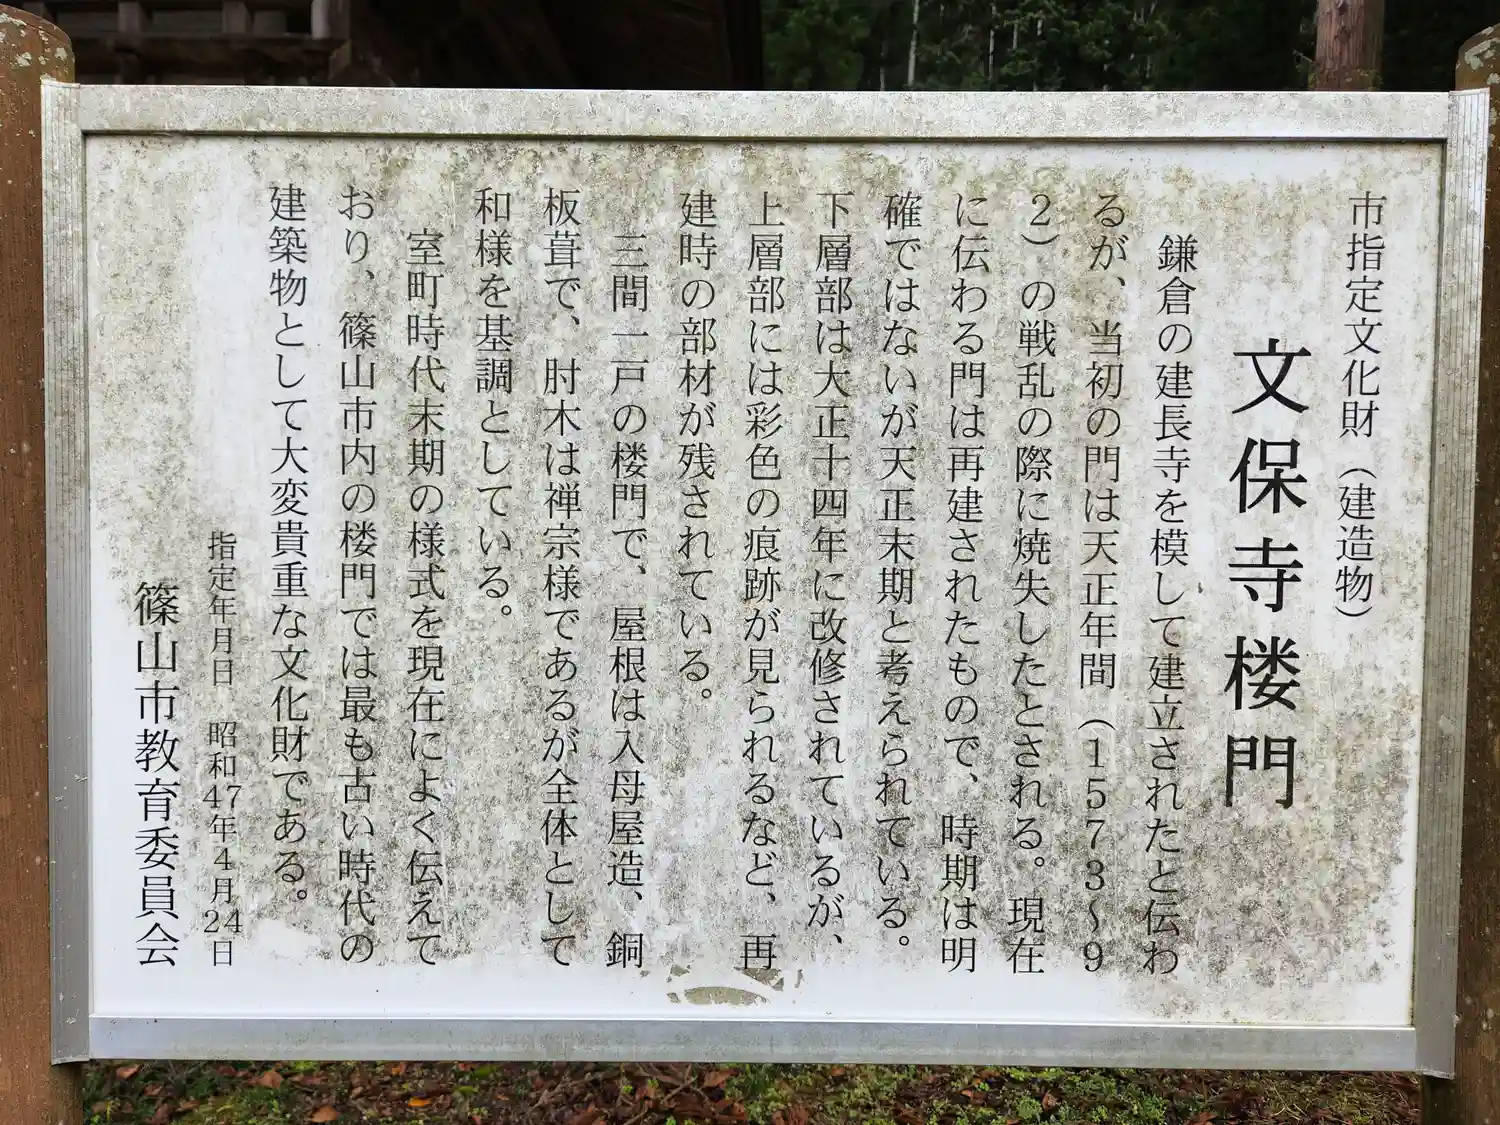 市指定文化財（建造物）
文保寺楼門
鎌倉の建長寺を模して建立されたと伝わ
るが、当初の門は天正年間（１５７３〜９
２）の戦乱の際に焼失したとされる。現在
に伝わる門は再建されたもので、時期は明
確ではないが天正末期と考えられている。
下層部は大正十四年に改修されているが、
上層部には彩色の痕跡が見られるなど、再
建時の部材が残されている。
三間一戸の楼門で、屋根は入母屋造、銅
板葺で、肘木は禅宗様であるが全体として
和様を基調としている。
室町時代末期の様式を現在によく伝えて
おり、篠山市内の楼門では最も古い時代の
建築物として大変貴重な文化財である。
指定年月日　昭和47年４月24日
篠山市教育委員会